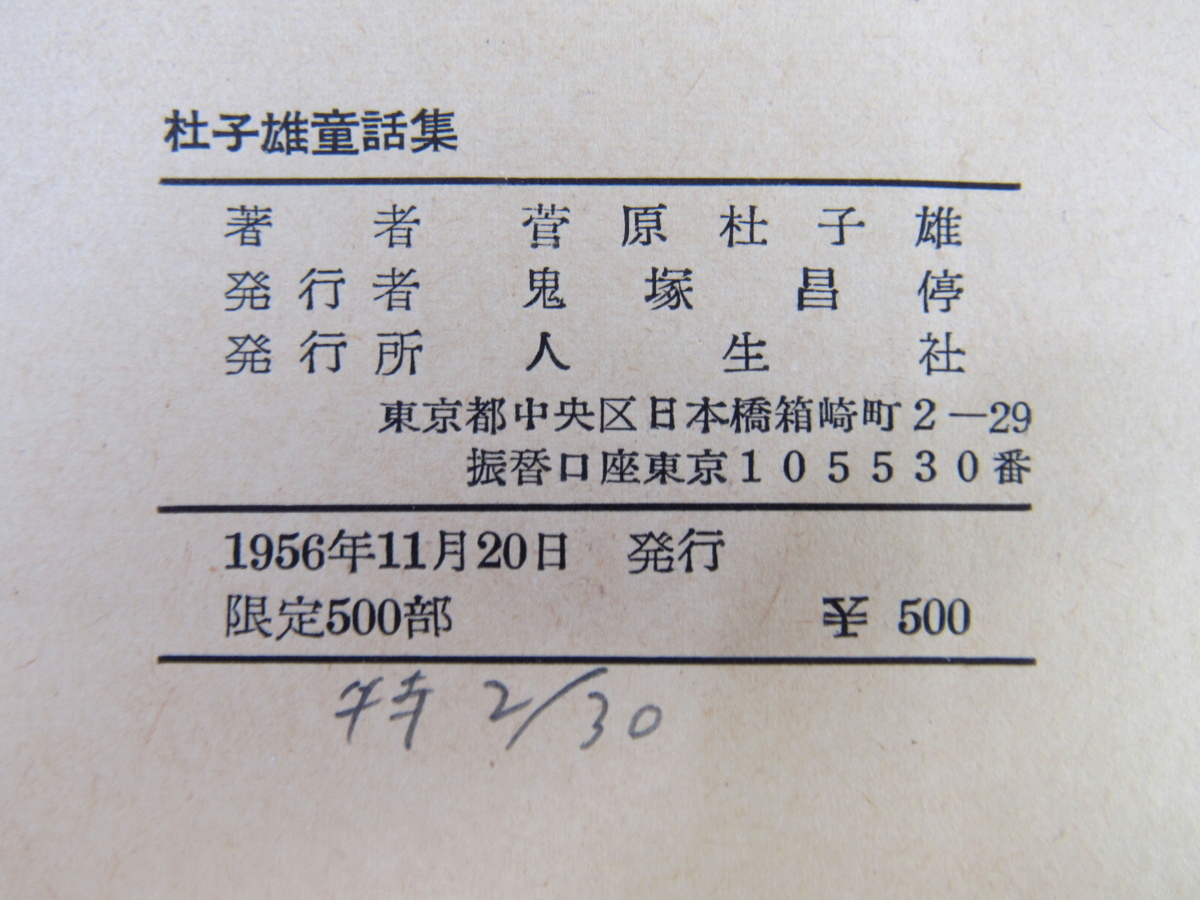 杜子雄童話集
著者 菅原杜子雄
発行者 鬼塚昌停
発行所 人生社
東京都中央区日本橋箱崎町2―29
振替口座東京105530番
1956年11月20日 発行
限定500部 ¥ 500
特 2/30